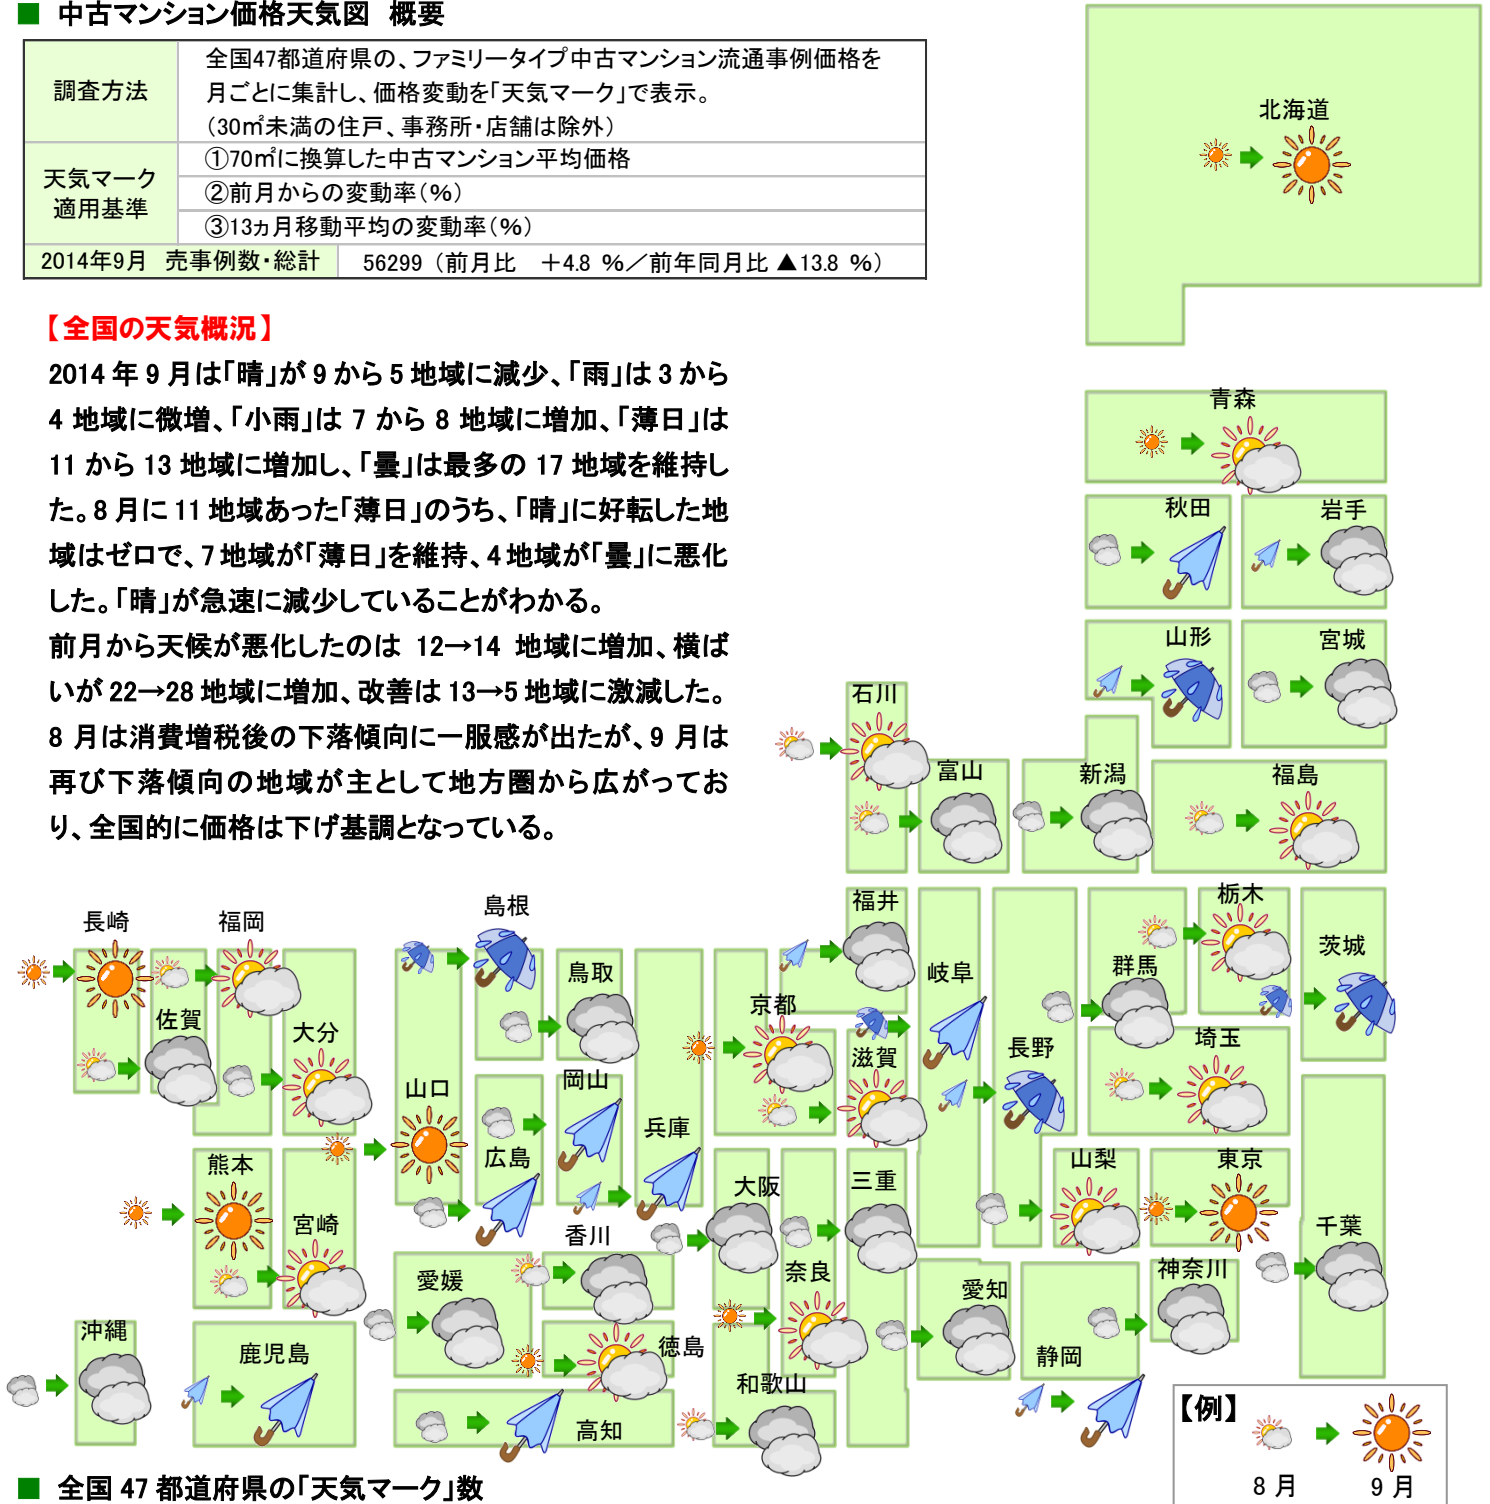 ■ 中古マンション価格天気図 概要
調査方法
全国47都道府県の、ファミリータイプ中古マンション流通事例価格を
月ごとに集計し、価格変動を｢天気マーク｣で表示。
（30㎡未満の住戸、事務所・店舗は除外）
天気マーク
適用基準
①70㎡に換算した中古マンション平均価格
②前月からの変動率（％）
③13ヵ月移動平均の変動率（％）
2014年9月 売事例数・総計
56299（前月比 ＋4.8 ％／前年同月比 ▲13.8 ％）
【全国の天気概況】
2014 年 9 月は｢晴｣が 9 から 5 地域に減少、｢雨｣は 3 から
4 地域に微増、｢小雨｣は 7 から 8 地域に増加、｢薄日｣は
11 から 13 地域に増加し、｢曇｣は最多の 17 地域を維持し
た。8 月に 11 地域あった｢薄日｣のうち、｢晴｣に好転した地
域はゼロで、7 地域が｢薄日｣を維持、4 地域が｢曇｣に悪化
した。｢晴｣が急速に減少していることがわかる。
前月から天候が悪化したのは 12→14 地域に増加、横ば
いが 22→28 地域に増加、改善は 13→5 地域に激減した。
8 月は消費増税後の下落傾向に一服感が出たが、9 月は
再び下落傾向の地域が主として地方圏から広がってお
り、全国的に価格は下げ基調となっている。
北海道
青森
秋田
岩手
山形
宮城
石川
富山
新潟
福島
長崎
福岡
島根
福井
栃木
茨城
佐賀
大分
鳥取
京都
岐阜
群馬
滋賀
長野
埼玉
山口
岡山
兵庫
広島
熊本
宮崎
大阪
三重
山梨
東京
香川
千葉
愛媛
奈良
愛知
神奈川
沖縄
鹿児島
徳島
静岡
和歌山
高知
【例】
8 月
9 月
■ 全国 47 都道府県の｢天気マーク｣数